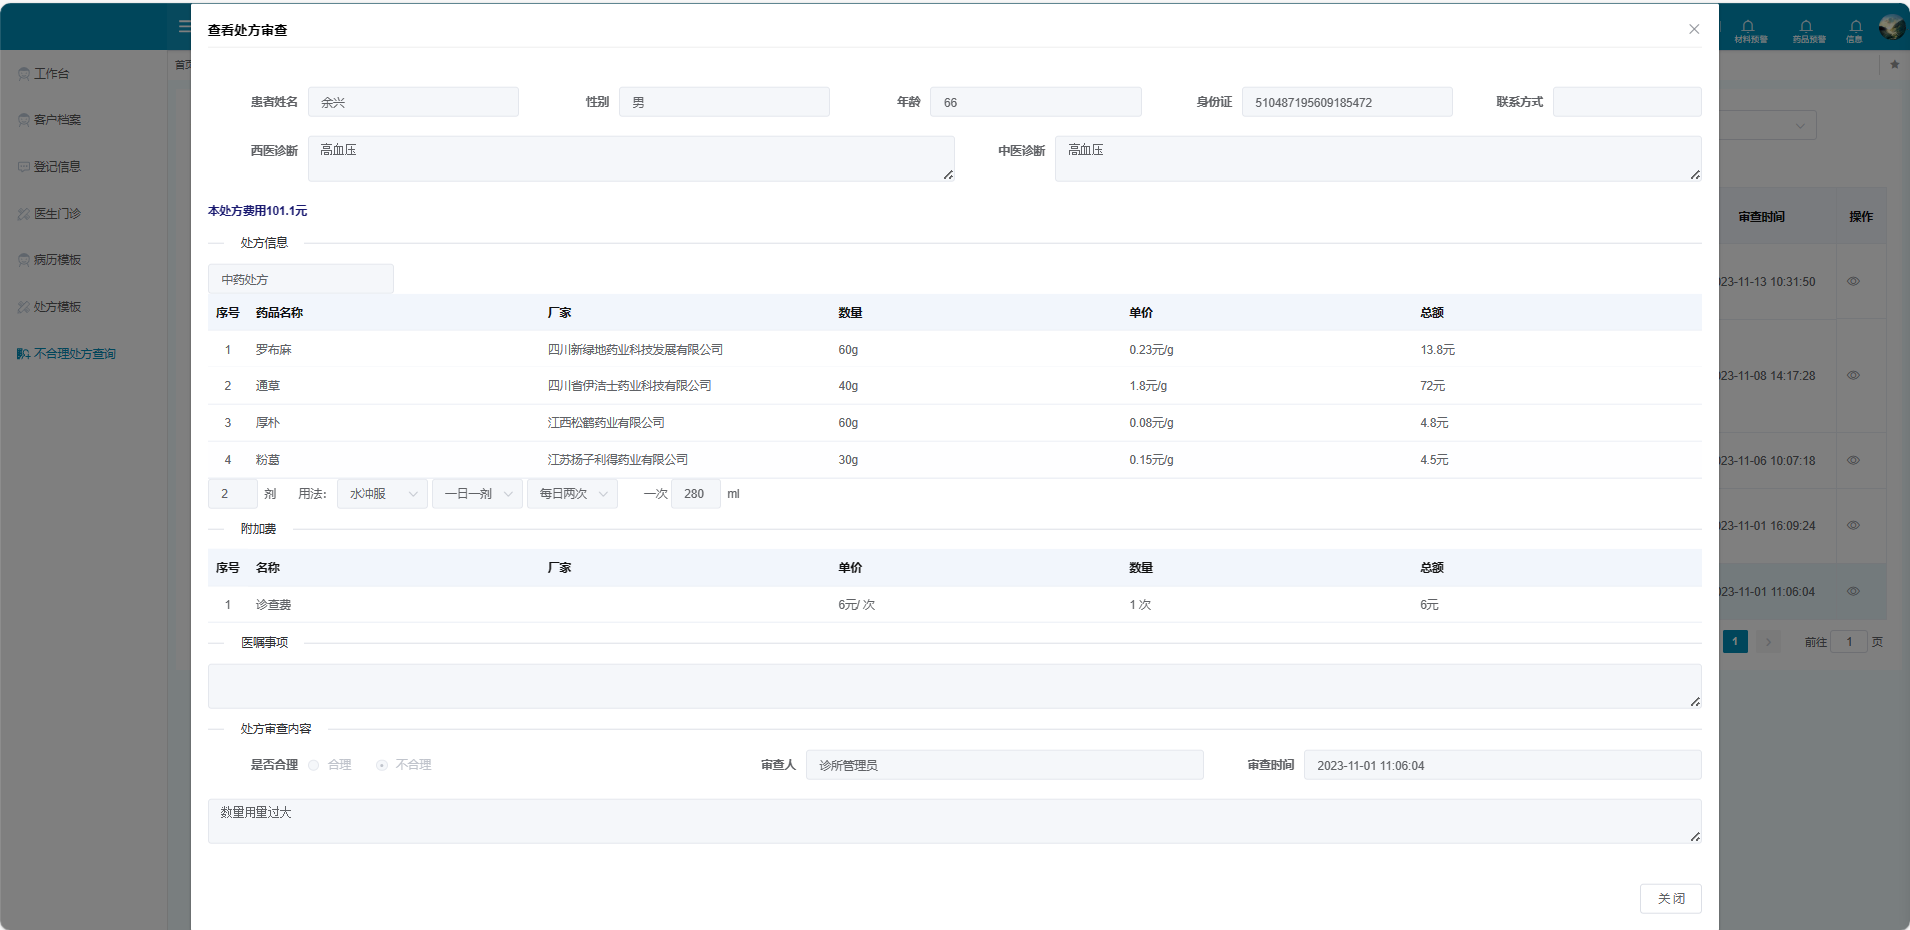 查看处方审查
材料预警
药品预警
信息
工作台
客户档案
登记信息
医生门诊
病历模板
处方模板
不合理处方查询
首页
患者姓名 余兴 性别 男 年龄 66 身份证 510487195609185472 联系方式
西医诊断 高血压 中医诊断 高血压
本处方费用101.1元
处方信息
中药处方
序号 药品名称 厂家 数量 单价 总额
1 罗布麻 四川新绿地药业科技发展有限公司 60g 0.23元/g 13.8元
2 通草 四川省伊洁士药业科技有限公司 40g 1.8元/g 72元
3 厚朴 江西松鹤药业有限公司 60g 0.08元/g 4.8元
4 粉葛 江苏扬子利得药业有限公司 30g 0.15元/g 4.5元
2 剂 用法: 水冲服 一日一剂 每日两次 一次 280 ml
附加费
序号 名称 厂家 单价 数量 总额
1 诊查费 6元/ 次 1 次 6元
医嘱事项
处方审查内容
是否合理 合理 不合理 审查人 诊所管理员 审查时间 2023-11-01 11:06:04
数量用量过大
关 闭
审查时间 操作
23-11-13 10:31:50
23-11-08 14:17:28
23-11-06 10:07:18
23-11-01 16:09:24
23-11-01 11:06:04
1 前往 1 页